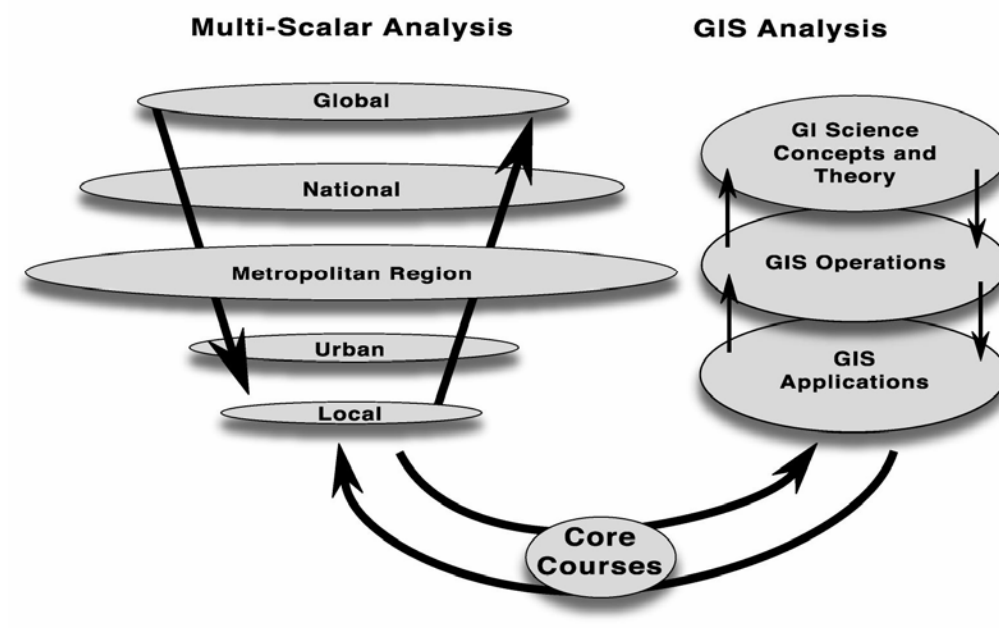 Multi-Scalar Analysis
GIS Analysis
Global
National
Metropolitan Region
Urban
Local
GI Science
Concepts and
Theory
GIS Operations
GIS
Applications
Core
Courses